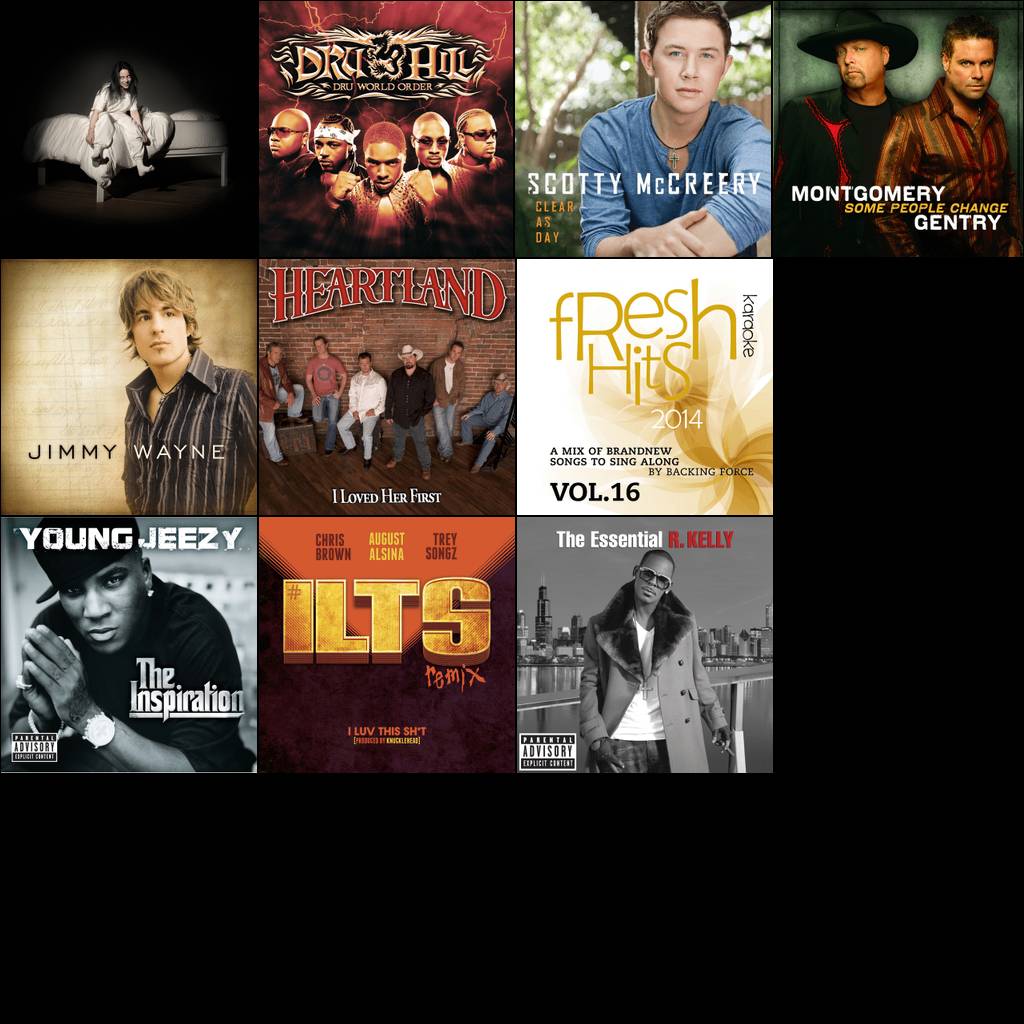 DRU HILL
DRU WORLD ORDER
SCOTTY McCREERY
CLEAR
AS
DAY
MONTGOMERY
SOME PEOPLE CHANGE
GENTRY
JIMMY WAYNE
HEARTLAND
I LOVED HER FIRST
fResh
HitS
karaoke
2014
A MIX OF BRANDNEW
SONGS TO SING ALONG
BY BACKING FORCE
VOL.16
YOUNG JEEZY
The
Inspiration
PARENTAL
ADVISORY
EXPLICIT CONTENT
CHRIS
BROWN
AUGUST
ALSINA
TREY
SONGZ
#ILTS
remix
I LUV THIS SH*T
[PRODUCED BY KNUCKLEHEAD]
The Essential R. KELLY
PARENTAL
ADVISORY
EXPLICIT CONTENT